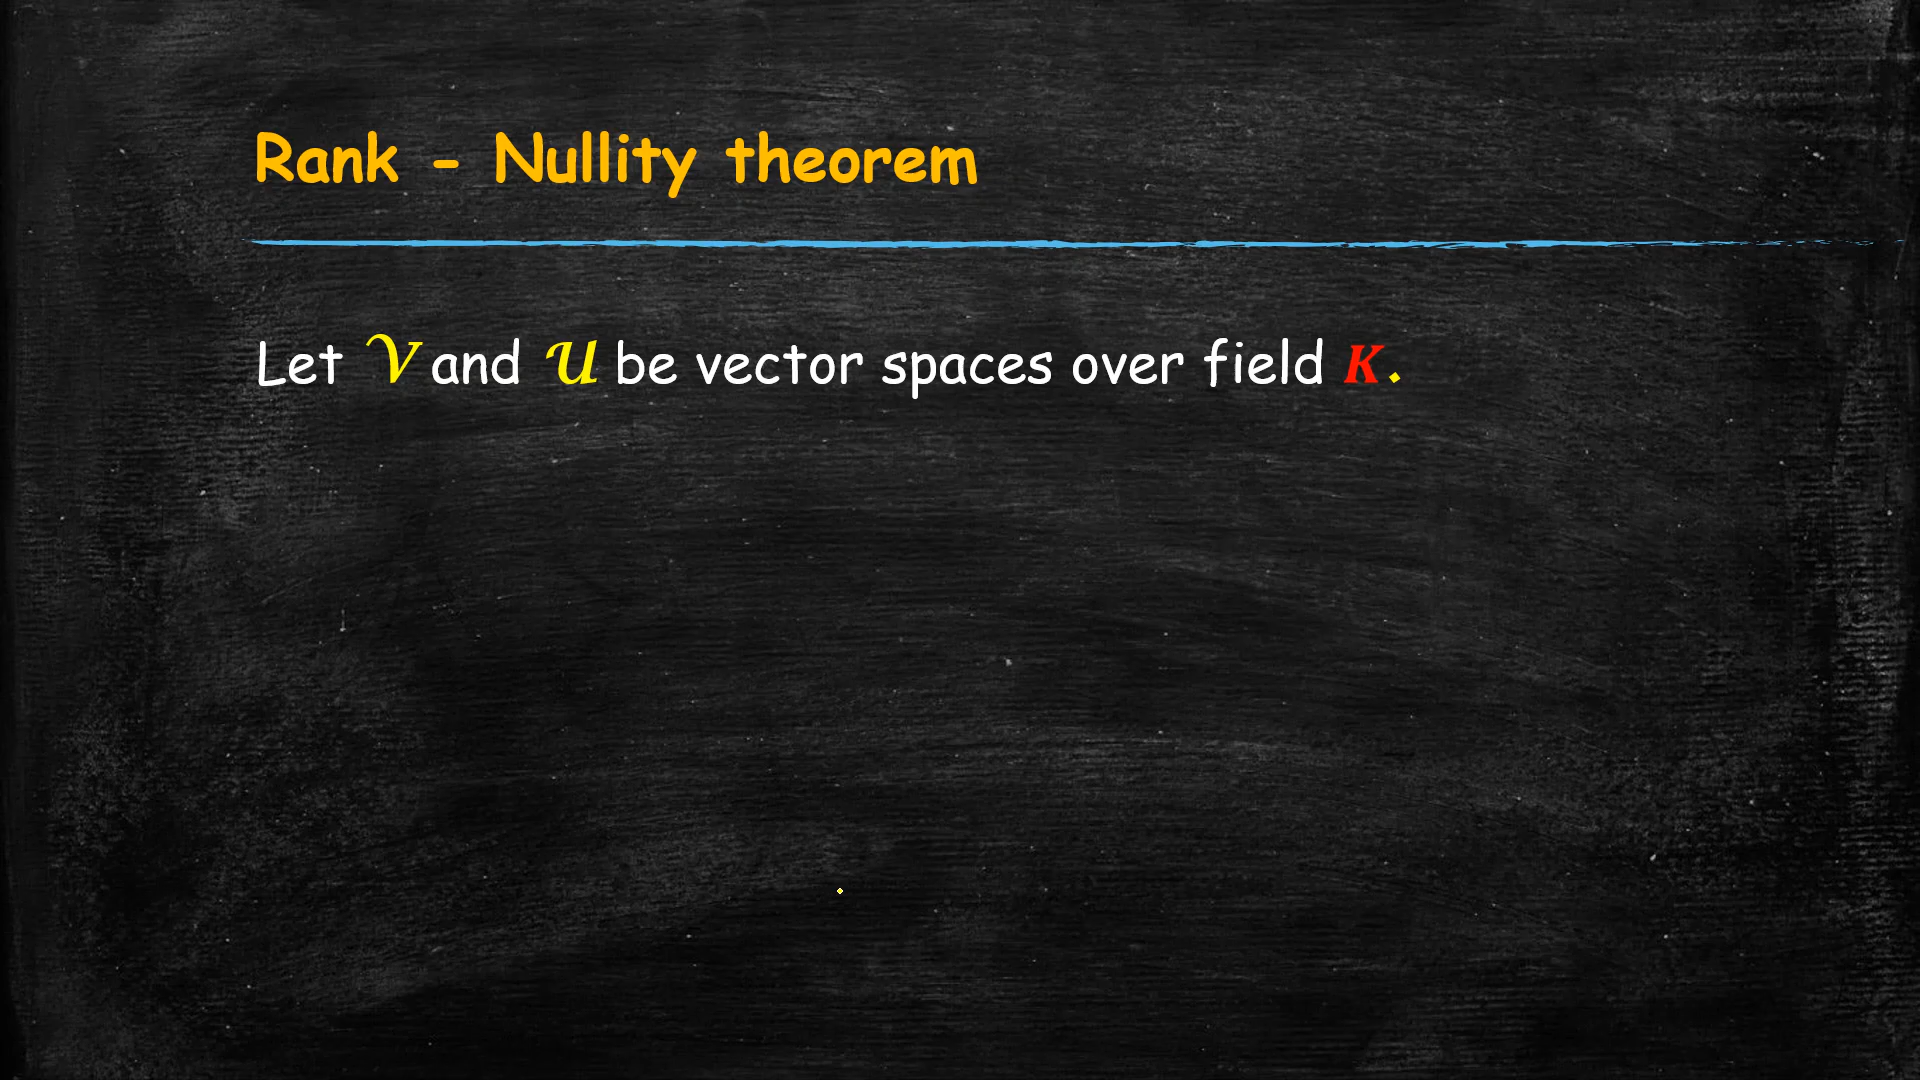 Rank - Nullity theorem
Let 𝒱 and 𝒰 be vector spaces over field K.